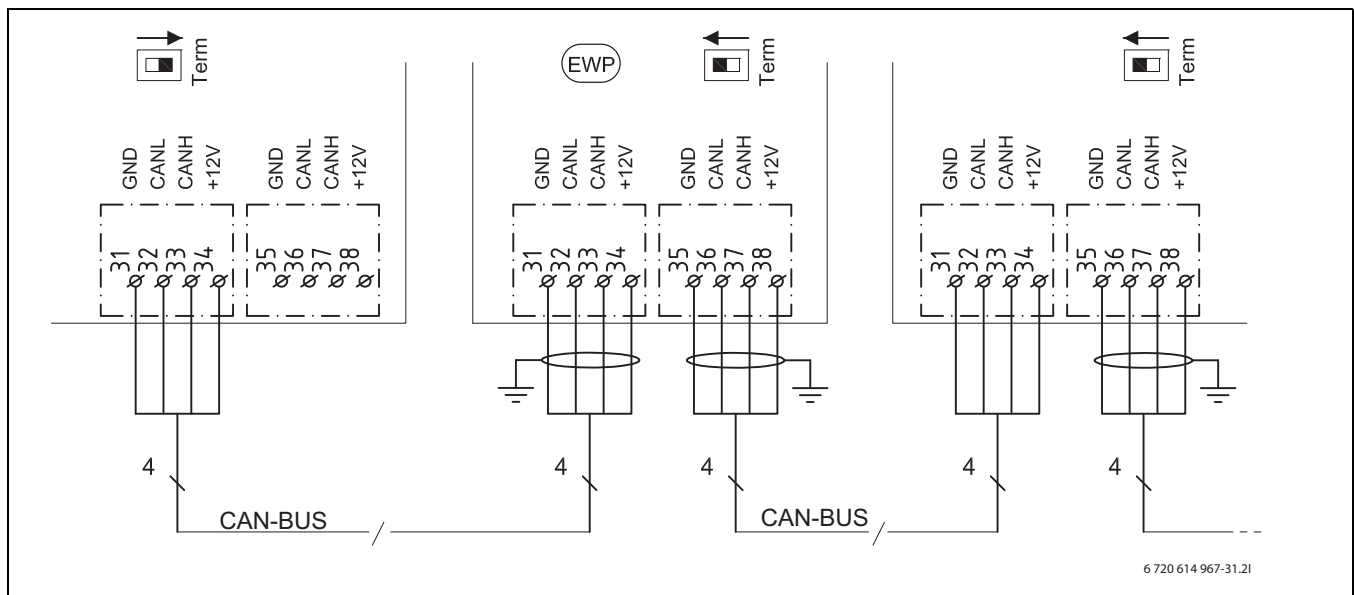 Term
EWP
Term
Term
GND CANL CANH +12V
GND CANL CANH +12V
GND CANL CANH +12V
GND CANL CANH +12V
GND CANL CANH +12V
GND CANL CANH +12V
31 32 33 34
35 36 37 38
31 32 33 34
35 36 37 38
31 32 33 34
35 36 37 38
4
4
4
4
4
CAN-BUS
CAN-BUS
6 720 614 967-31.2I